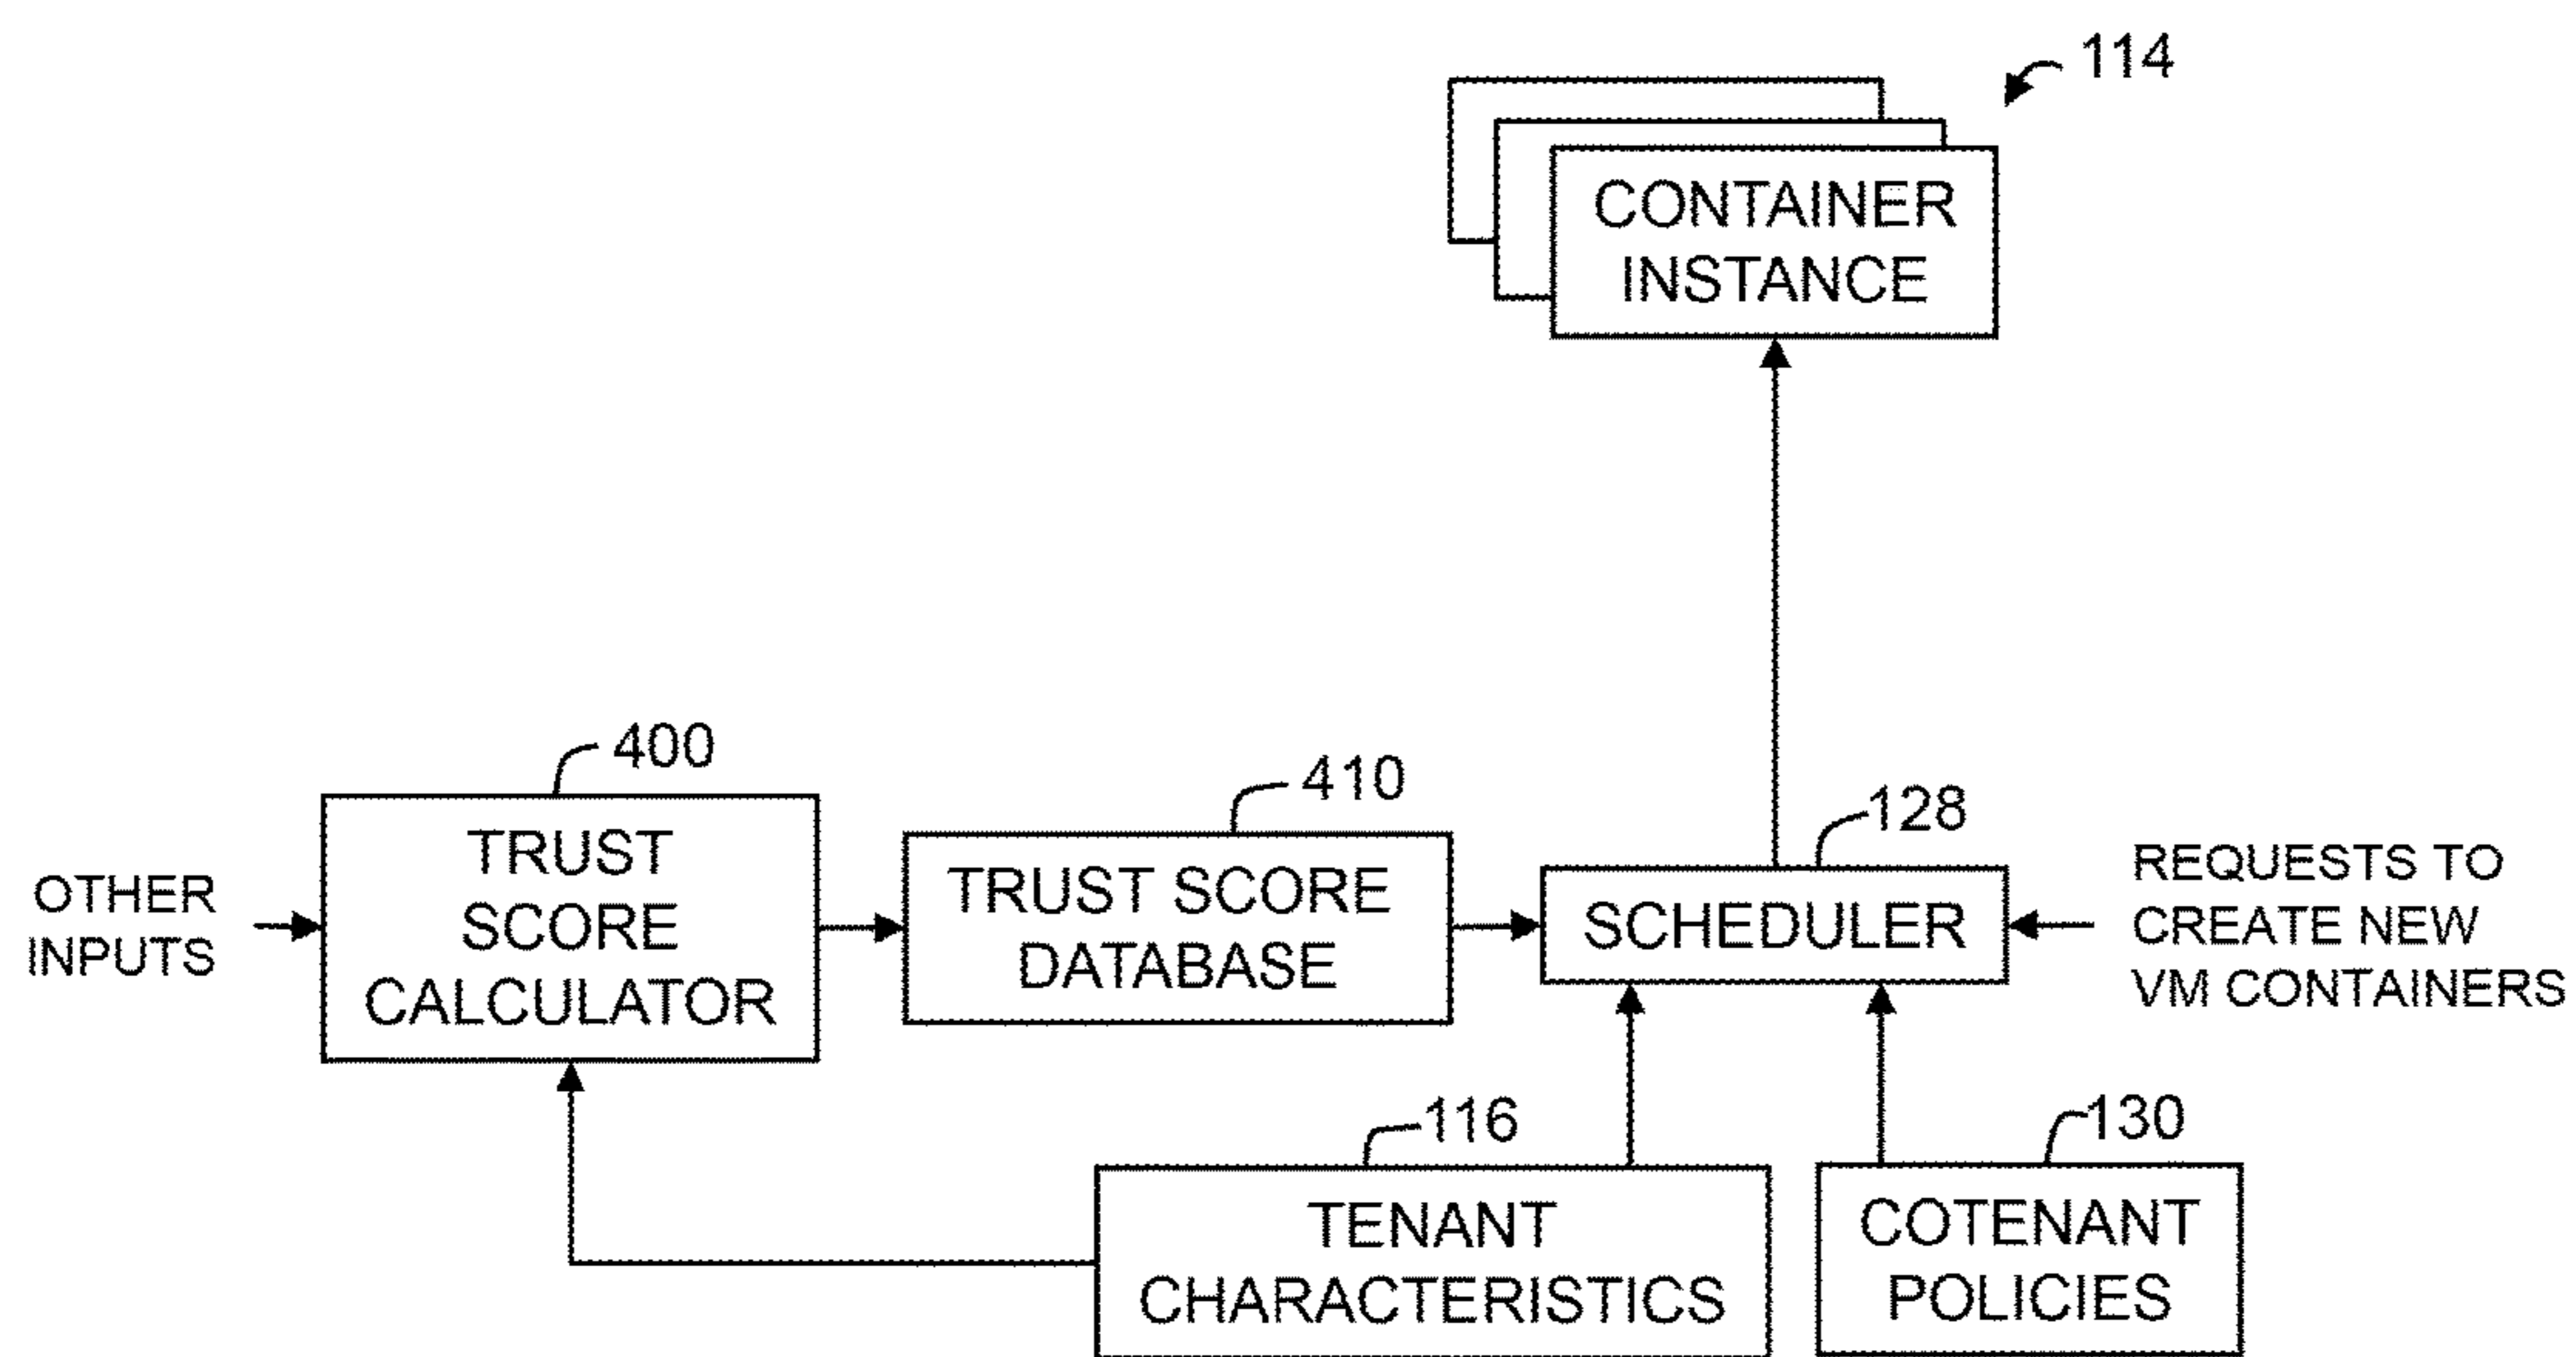 114
CONTAINER
INSTANCE
400
410
128
OTHER
INPUTS
TRUST
SCORE
CALCULATOR
TRUST SCORE
DATABASE
SCHEDULER
REQUESTS TO
CREATE NEW
VM CONTAINERS
116
130
TENANT
CHARACTERISTICS
COTENANT
POLICIES